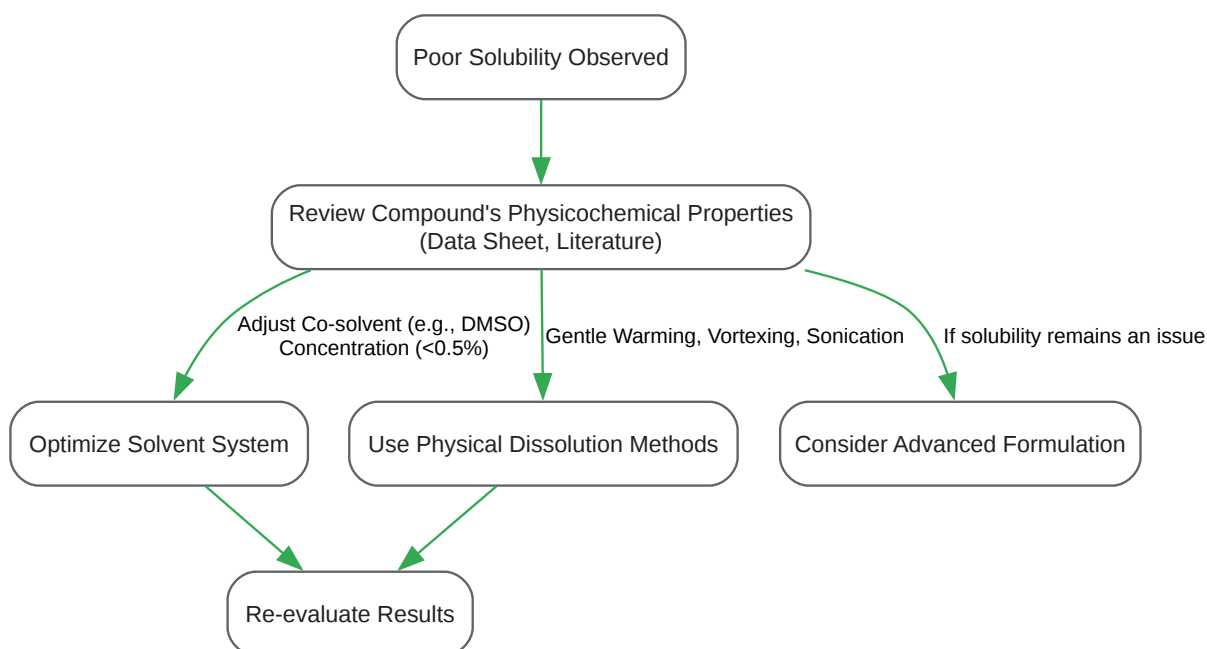 Poor Solubility Observed
Review Compound's Physicochemical Properties
(Data Sheet, Literature)
Adjust Co-solvent (e.g., DMSO)
Concentration (<0.5%)
Gentle Warming, Vortexing, Sonication
If solubility remains an issue
Optimize Solvent System
Use Physical Dissolution Methods
Consider Advanced Formulation
Re-evaluate Results